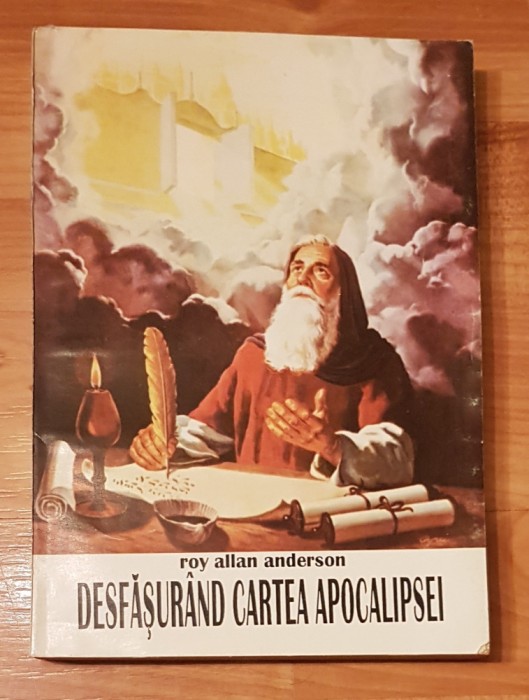 roy allan anderson
DESFĂŞURÂND CARTEA APOCALIPSEI